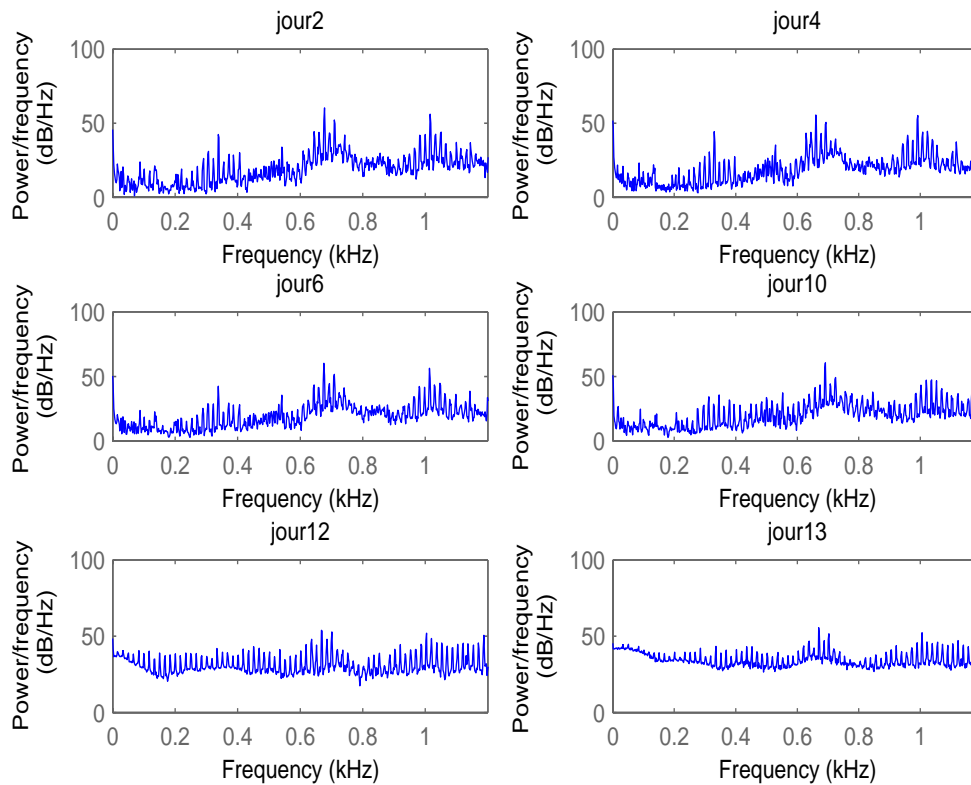 jour2
Power/frequency
(dB/Hz)
100
50
0
0 0.2 0.4 0.6 0.8 1
Frequency (kHz)
jour4
Power/frequency
(dB/Hz)
100
50
0
0 0.2 0.4 0.6 0.8 1
Frequency (kHz)
jour6
Power/frequency
(dB/Hz)
100
50
0
0 0.2 0.4 0.6 0.8 1
Frequency (kHz)
jour10
Power/frequency
(dB/Hz)
100
50
0
0 0.2 0.4 0.6 0.8 1
Frequency (kHz)
jour12
Power/frequency
(dB/Hz)
100
50
0
0 0.2 0.4 0.6 0.8 1
Frequency (kHz)
jour13
Power/frequency
(dB/Hz)
100
50
0
0 0.2 0.4 0.6 0.8 1
Frequency (kHz)